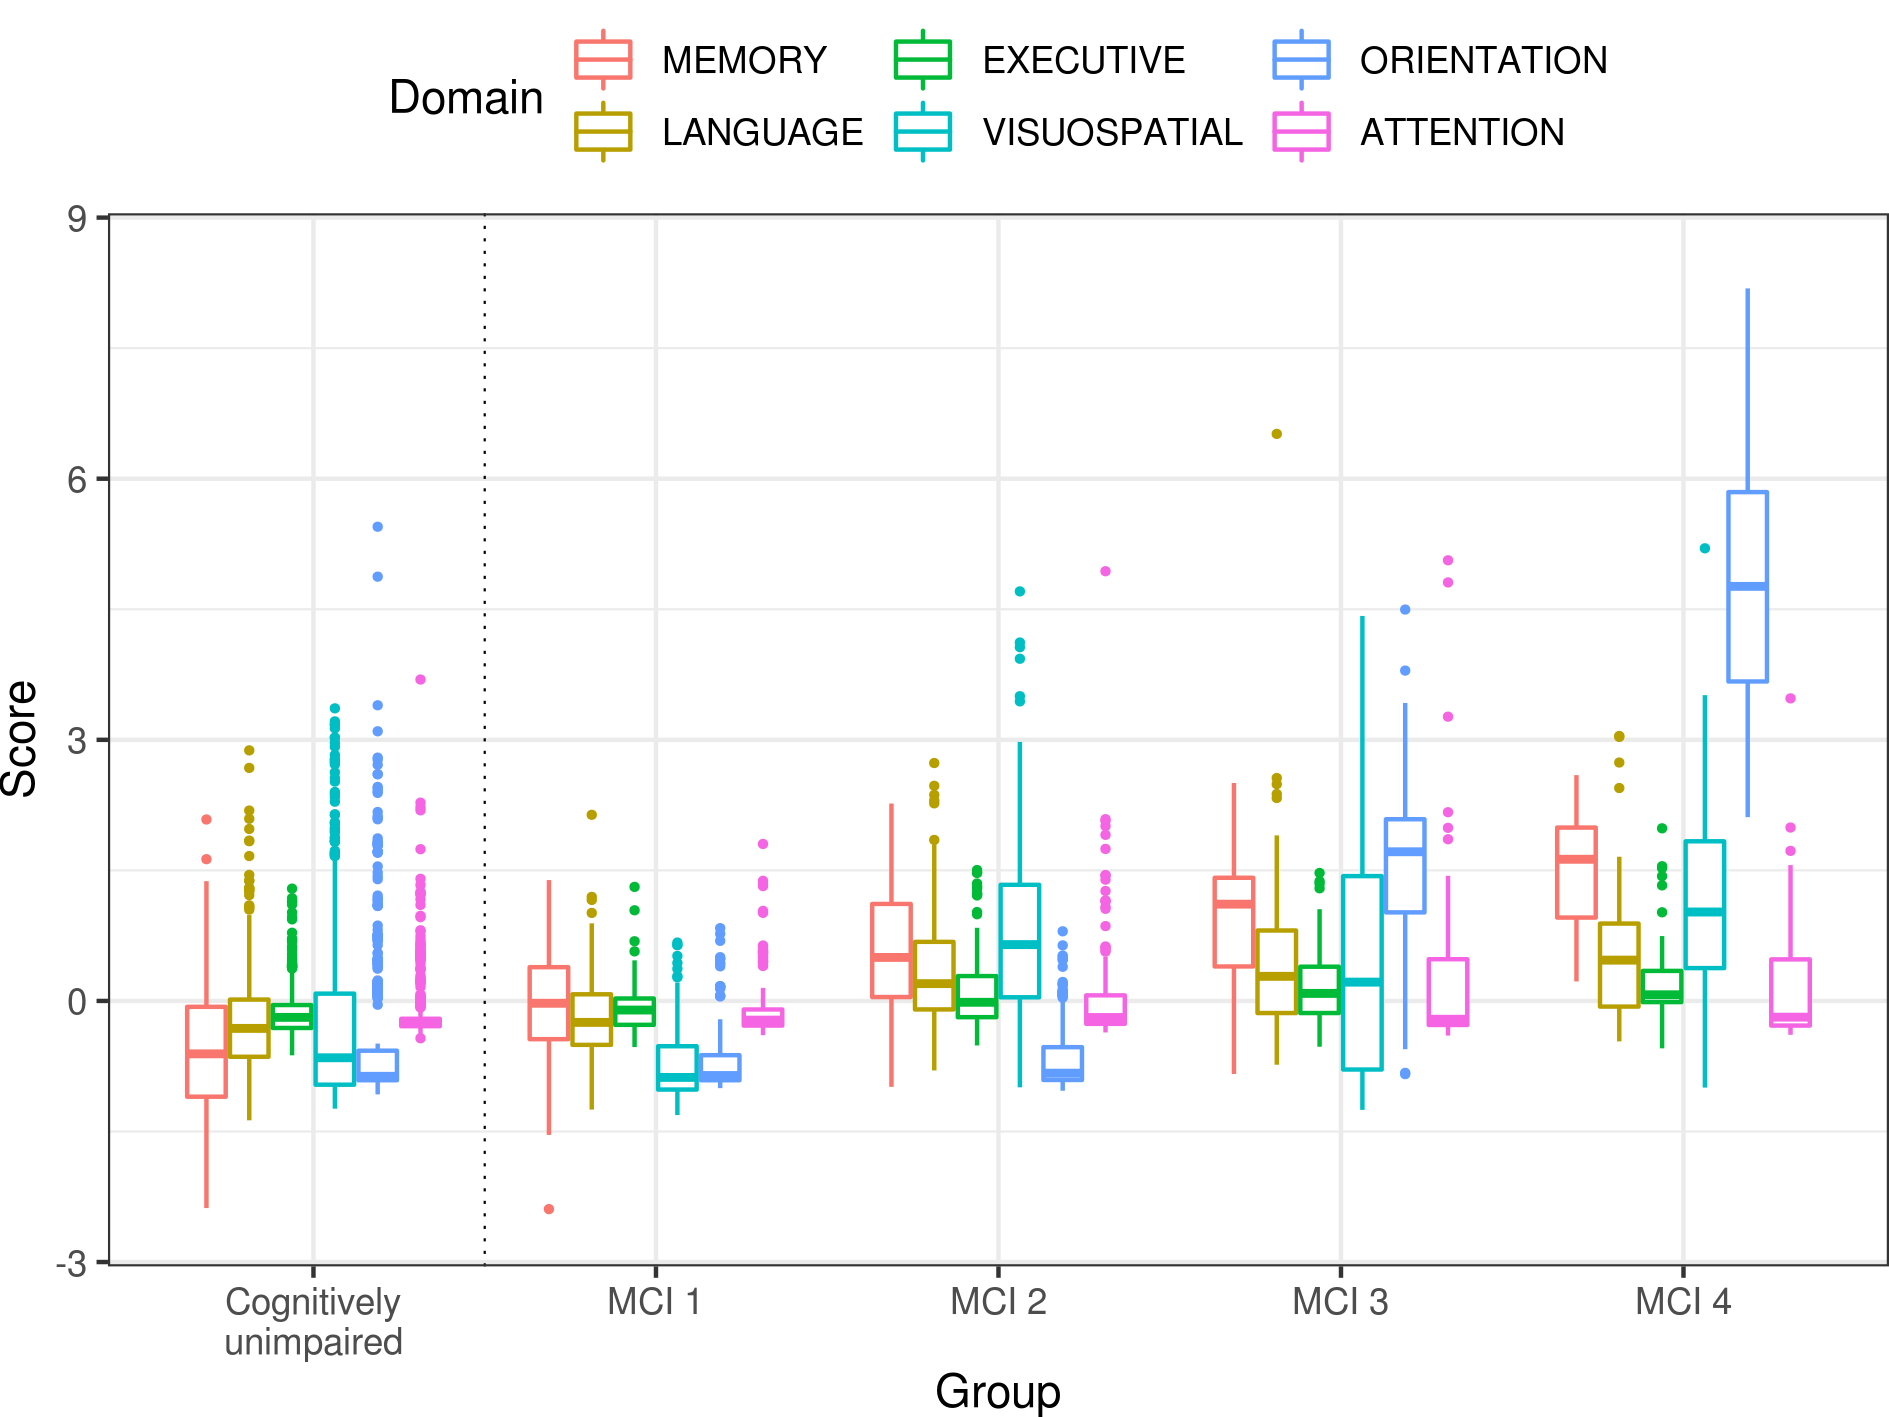 Domain
MEMORY
EXECUTIVE
ORIENTATION
LANGUAGE
VISUOSPATIAL
ATTENTION
Score
9
6
3
0
-3
Cognitively
unimpaired
MCI 1
MCI 2
MCI 3
MCI 4
Group